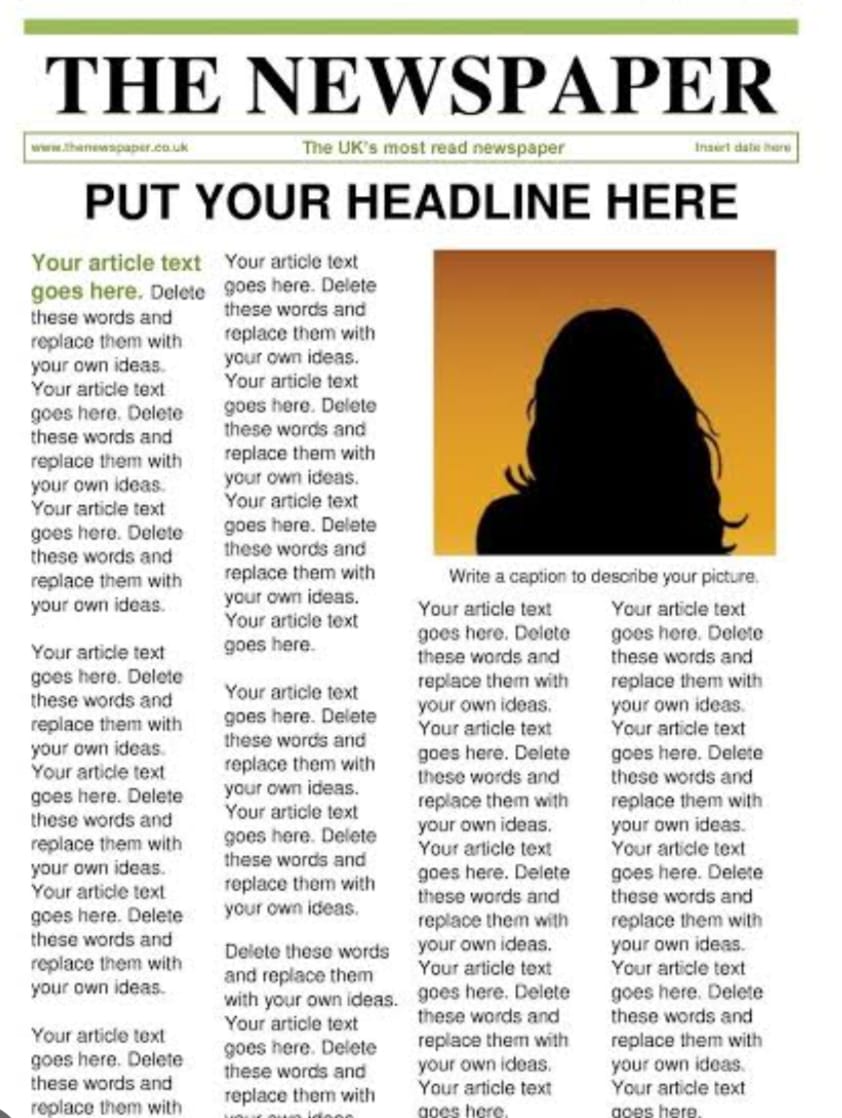 THE NEWSPAPER
www.thenewspaper.co.uk
The UK's most read newspaper
Insert date here
PUT YOUR HEADLINE HERE
Your article text
goes here. Delete
these words and
replace them with
your own ideas.
Your article text
goes here. Delete
these words and
replace them with
your own ideas.
Your article text
goes here. Delete
these words and
replace them with
your own ideas.
Your article text
goes here. Delete
these words and
replace them with
your own ideas.
Your article text
goes here. Delete
these words and
replace them with
your own ideas.
Your article text
goes here. Delete
these words and
replace them with
your own ideas.
Your article text
goes here. Delete
these words and
replace them with
Your article text
goes here. Delete
these words and
replace them with
your own ideas.
Your article text
goes here. Delete
these words and
replace them with
your own ideas.
Your article text
goes here. Delete
these words and
replace them with
your own ideas.
Your article text
goes here.
Your article text
goes here. Delete
these words and
replace them with
your own ideas.
Your article text
goes here. Delete
these words and
replace them with
your own ideas.
Delete these words
and replace them
with your own ideas.
Your article text
goes here. Delete
these words and
replace them with
your own ideas.
Write a caption to describe your picture.
Your article text
goes here. Delete
these words and
replace them with
your own ideas.
Your article text
goes here. Delete
these words and
replace them with
your own ideas.
Your article text
goes here. Delete
these words and
replace them with
your own ideas.
Your article text
goes here. Delete
these words and
replace them with
your own ideas.
Your article text
goes here.
Your article text
goes here. Delete
these words and
replace them with
your own ideas.
Your article text
goes here. Delete
these words and
replace them with
your own ideas.
Your article text
goes here. Delete
these words and
replace them with
your own ideas.
Your article text
goes here. Delete
these words and
replace them with
your own ideas.
Your article text
goes here.